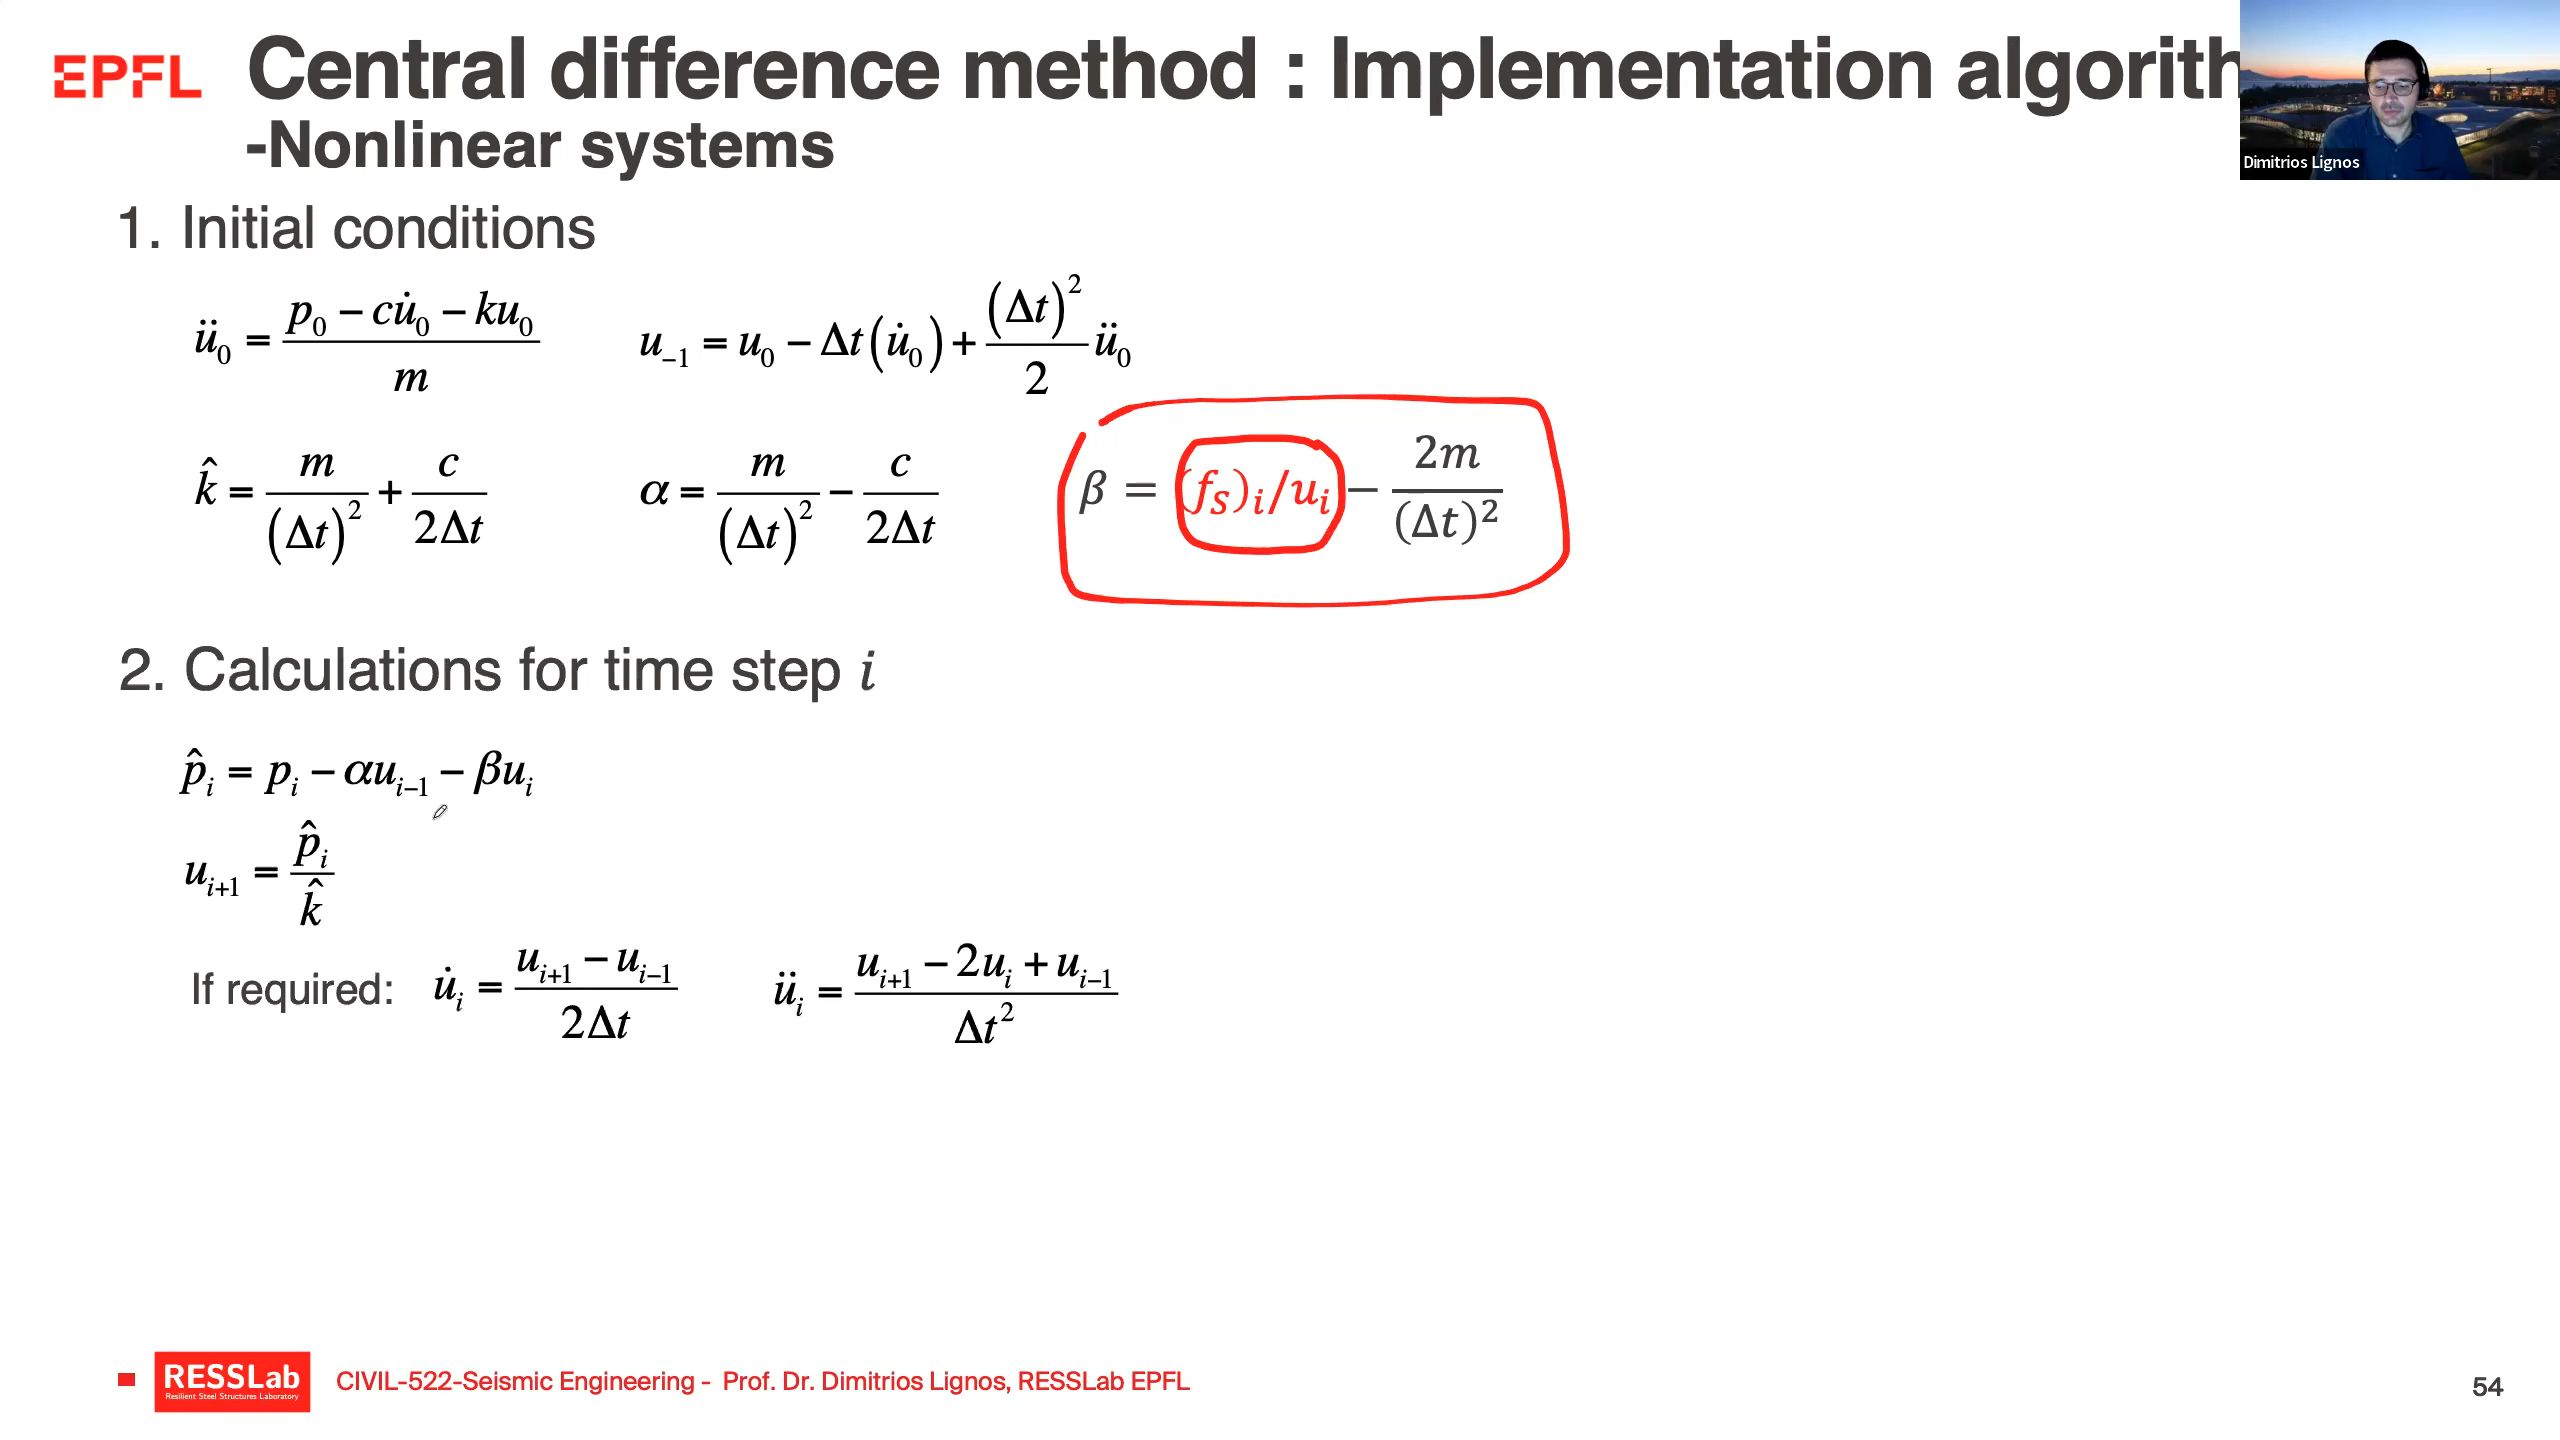 EPFL
Central difference method : Implementation algorith
-Nonlinear systems
Dimitrios Lignos
1. Initial conditions
ü₀ = (p₀ − cu̇₀ − ku₀) / m
u₋₁ = u₀ − Δt(u̇₀) + (Δt)² / 2 ü₀
k̂ = m / (Δt)² + c / 2Δt
α = m / (Δt)² − c / 2Δt
β = (f_S)ᵢ/uᵢ − 2m / (Δt)²
2. Calculations for time step i
p̂ᵢ = pᵢ − αuᵢ₋₁ − βuᵢ
uᵢ₊₁ = p̂ᵢ / k̂
If required: u̇ᵢ = (uᵢ₊₁ − uᵢ₋₁) / 2Δt
üᵢ = (uᵢ₊₁ − 2uᵢ + uᵢ₋₁) / Δt²
RESSLab
Resilient Steel Structures Laboratory
CIVIL-522-Seismic Engineering - Prof. Dr. Dimitrios Lignos, RESSLab EPFL
54